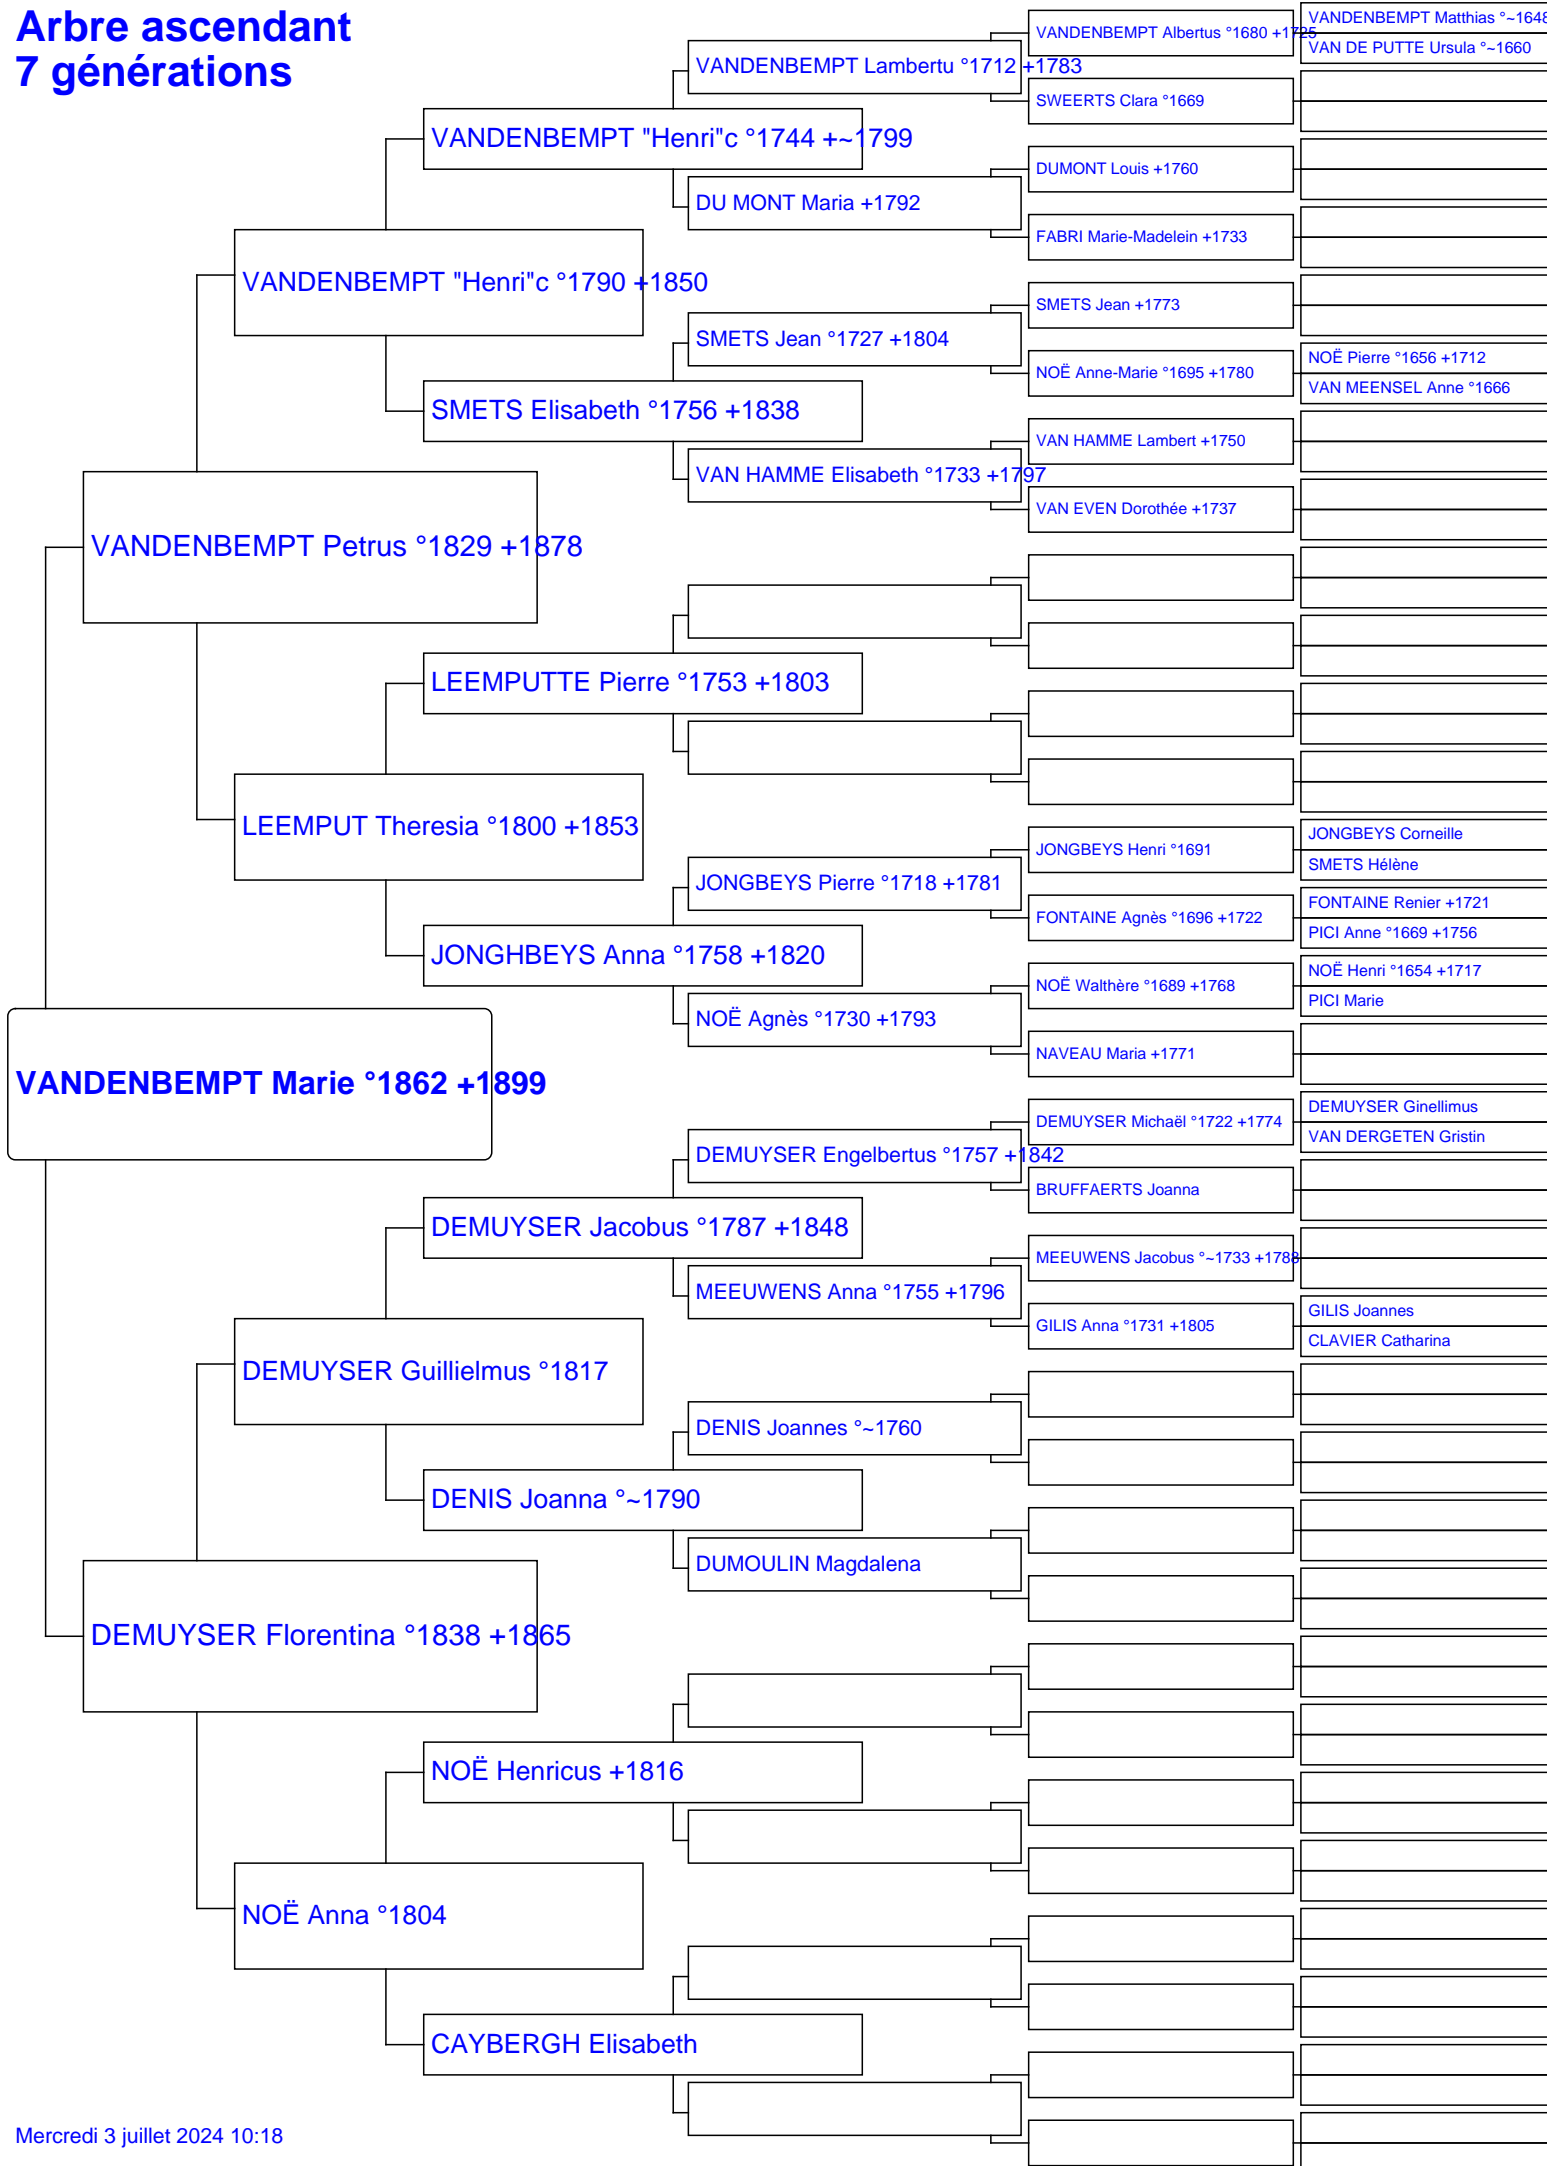 Arbre ascendant
7 générations
VANDENBEMPT Marie °1862 +1899
VANDENBEMPT Petrus °1829 +1878
DEMUYSER Florentina °1838 +1865
VANDENBEMPT "Henri"c °1790 +1850
LEEMPUT Theresia °1800 +1853
DEMUYSER Guillielmus °1817
NOË Anna °1804
VANDENBEMPT "Henri"c °1744 +~1799
SMETS Elisabeth °1756 +1838
LEEMPUTTE Pierre °1753 +1803
JONGHBEYS Anna °1758 +1820
DEMUYSER Jacobus °1787 +1848
DENIS Joanna °~1790
NOË Henricus +1816
CAYBERGH Elisabeth
VANDENBEMPT Lambertu °1712 +1783
DU MONT Maria +1792
SMETS Jean °1727 +1804
VAN HAMME Elisabeth °1733 +1797
JONGBEYS Pierre °1718 +1781
NOË Agnès °1730 +1793
DEMUYSER Engelbertus °1757 +1842
MEEUWENS Anna °1755 +1796
DENIS Joannes °~1760
DUMOULIN Magdalena
VANDENBEMPT Albertus °1680 +1725
SWEERTS Clara °1669
DUMONT Louis +1760
FABRI Marie-Madelein +1733
SMETS Jean +1773
NOË Anne-Marie °1695 +1780
VAN HAMME Lambert +1750
VAN EVEN Dorothée +1737
JONGBEYS Henri °1691
FONTAINE Agnès °1696 +1722
NOË Walthère °1689 +1768
NAVEAU Maria +1771
DEMUYSER Michaël °1722 +1774
BRUFFAERTS Joanna
MEEUWENS Jacobus °~1733 +1788
GILIS Anna °1731 +1805
VANDENBEMPT Matthias °~1648
VAN DE PUTTE Ursula °~1660
NOË Pierre °1656 +1712
VAN MEENSEL Anne °1666
JONGBEYS Corneille
SMETS Hélène
FONTAINE Renier +1721
PICI Anne °1669 +1756
NOË Henri °1654 +1717
PICI Marie
DEMUYSER Ginellimus
VAN DERGETEN Gristin
GILIS Joannes
CLAVIER Catharina
Mercredi 3 juillet 2024 10:18